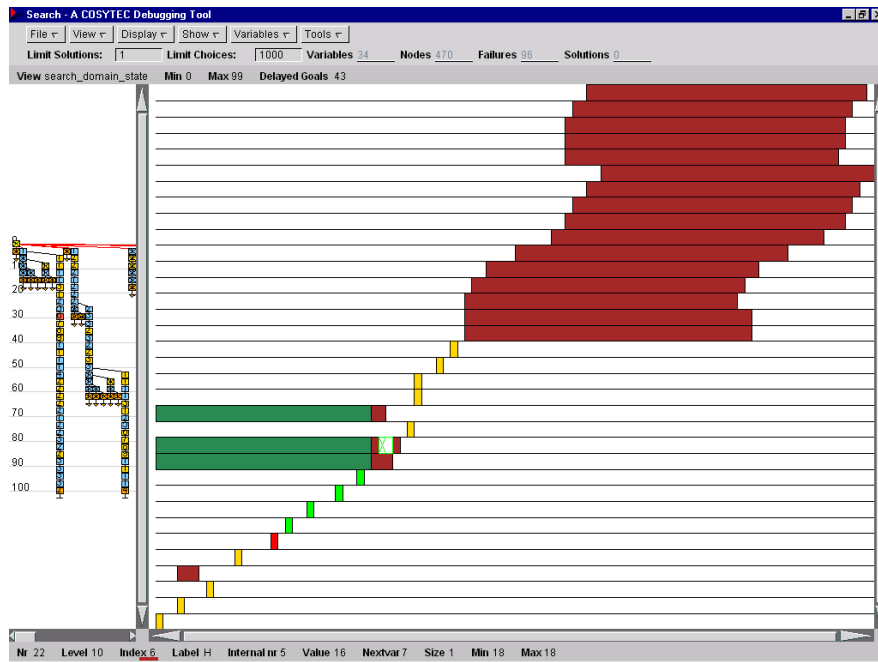 Search - A COSYTEC Debugging Tool
File View Display Show Variables Tools
Limit Solutions: 1 Limit Choices: 1000 Variables 34 Nodes 470 Failures 96 Solutions 0
View search_domain_state Min 0 Max 99 Delayed Goals 43
20
30
40
50
60
70
80
90
100
Nr 22 Level 10 Index 6 Label H Internal nr 5 Value 16 Nextvar 7 Size 1 Min 18 Max 18